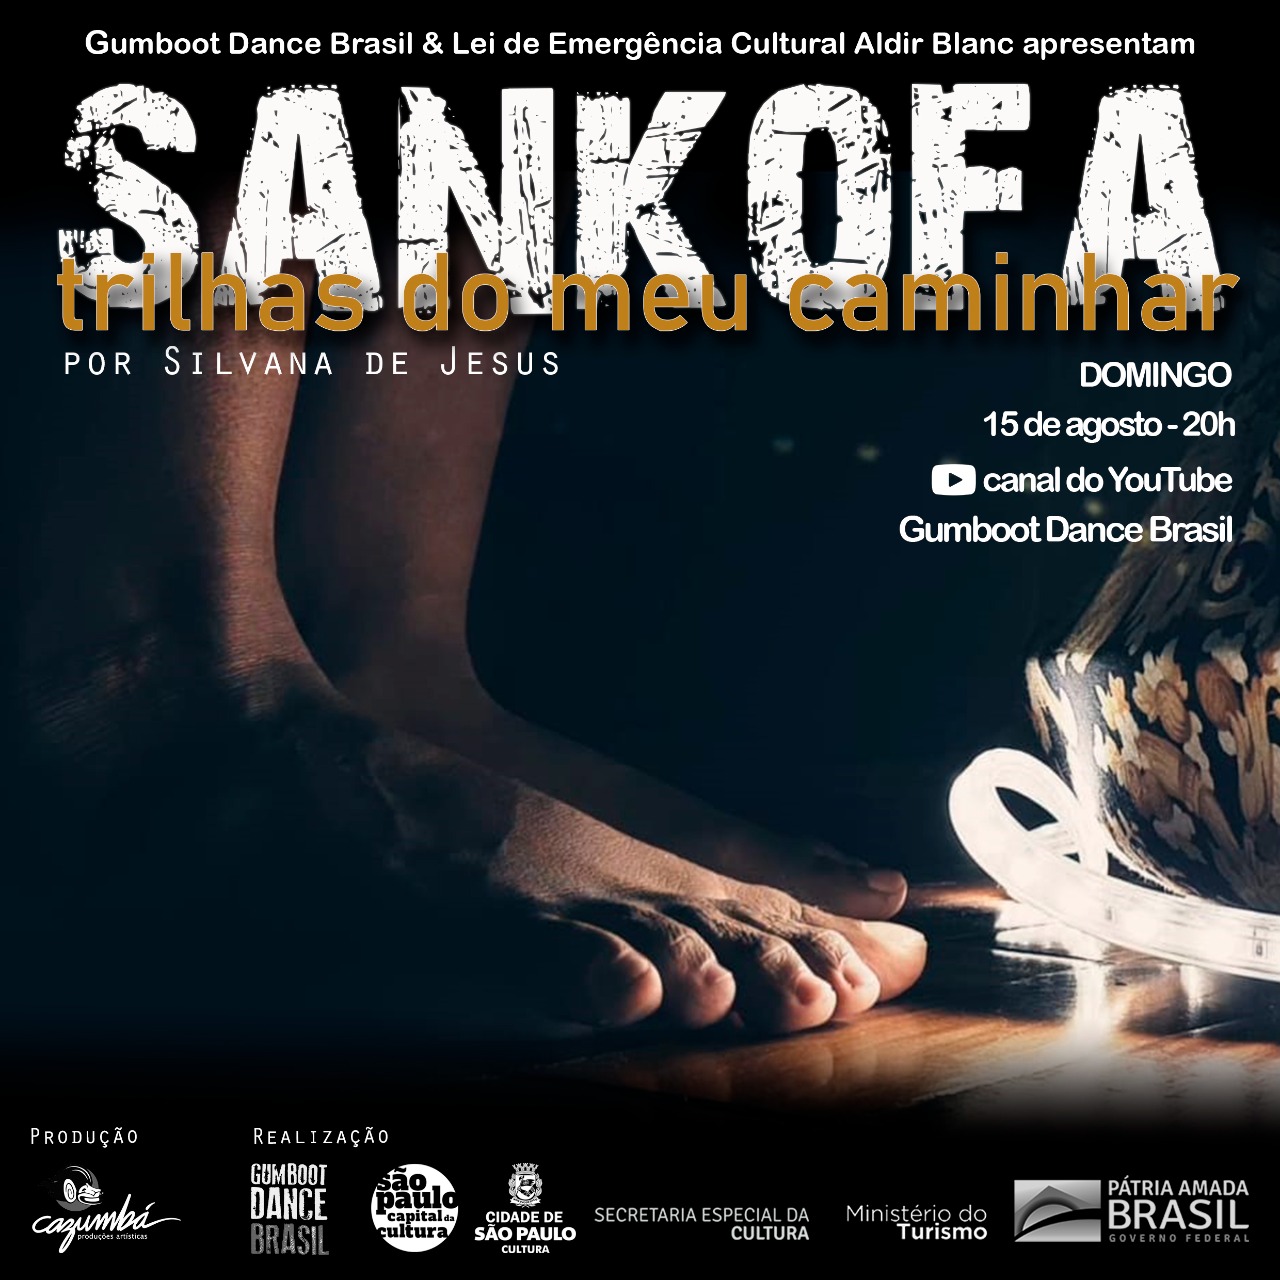 Gumboot Dance Brasil & Lei de Emergência Cultural Aldir Blanc apresentam
SANKOFA
trilhas do meu caminhar
por Silvana de Jesus
DOMINGO
15 de agosto - 20h
canal do YouTube
Gumboot Dance Brasil
Produção
cazumbá
produções artísticas
Realização
GUMBOOT
DANCE
BRASIL
são
paulo
capital da
cultura
CIDADE DE
SÃO PAULO
CULTURA
SECRETARIA ESPECIAL DA
CULTURA
Ministério do
Turismo
PÁTRIA AMADA
BRASIL
GOVERNO FEDERAL